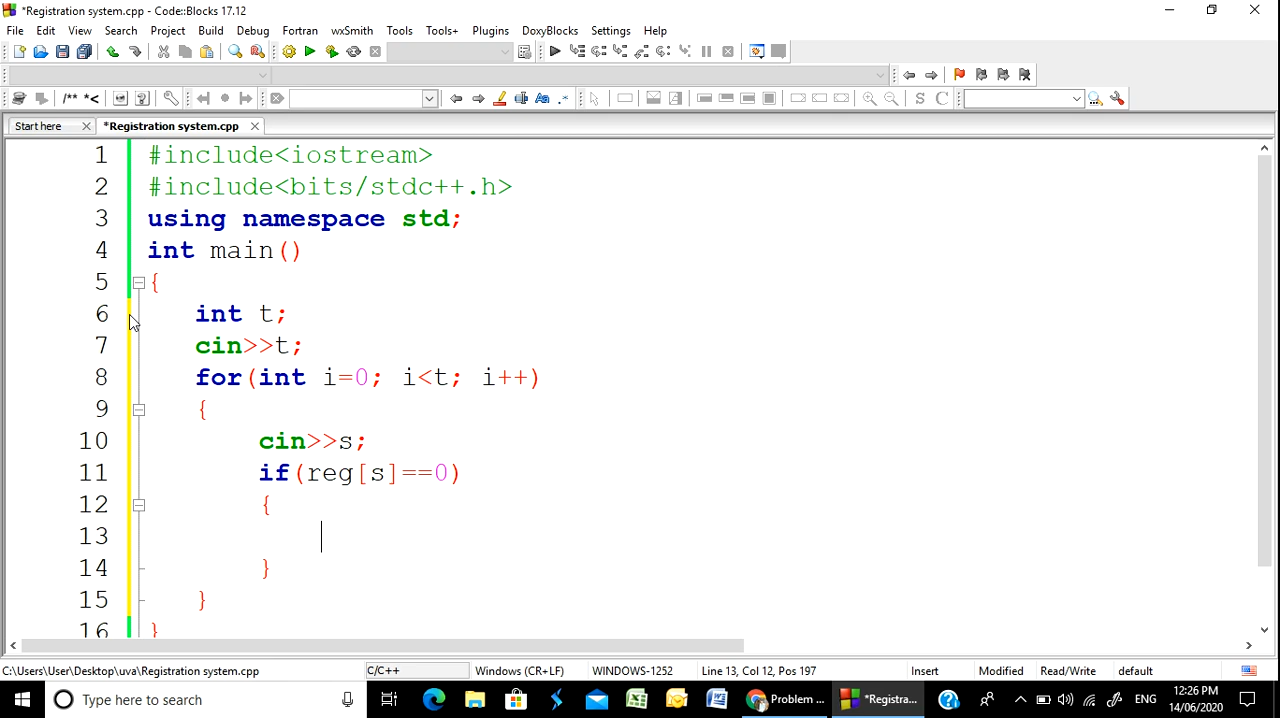 *Registration system.cpp - Code::Blocks 17.12
File Edit View Search Project Build Debug Fortran wxSmith Tools Tools+ Plugins DoxyBlocks Settings Help
/** *<
Aa .*
S C
Start here *Registration system.cpp
1 #include<iostream>
2 #include<bits/stdc++.h>
3 using namespace std;
4 int main()
5 {
6 int t;
7 cin>>t;
8 for(int i=0; i<t; i++)
9 {
10 cin>>s;
11 if(reg[s]==0)
12 {
13
14 }
15 }
16 }
C:\Users\User\Desktop\uva\Registration system.cpp C/C++ Windows (CR+LF) WINDOWS-1252 Line 13, Col 12, Pos 197 Insert Modified Read/Write default
Type here to search Problem ... *Registra... ENG 12:26 PM
14/06/2020